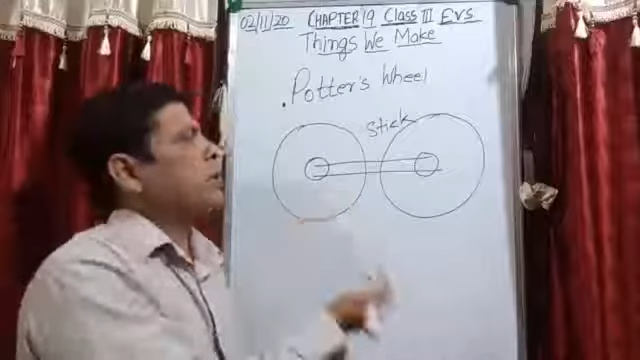 02/11/20 CHAPTER 19 Class III EVS
Things We Make
Potter's Wheel
Stick